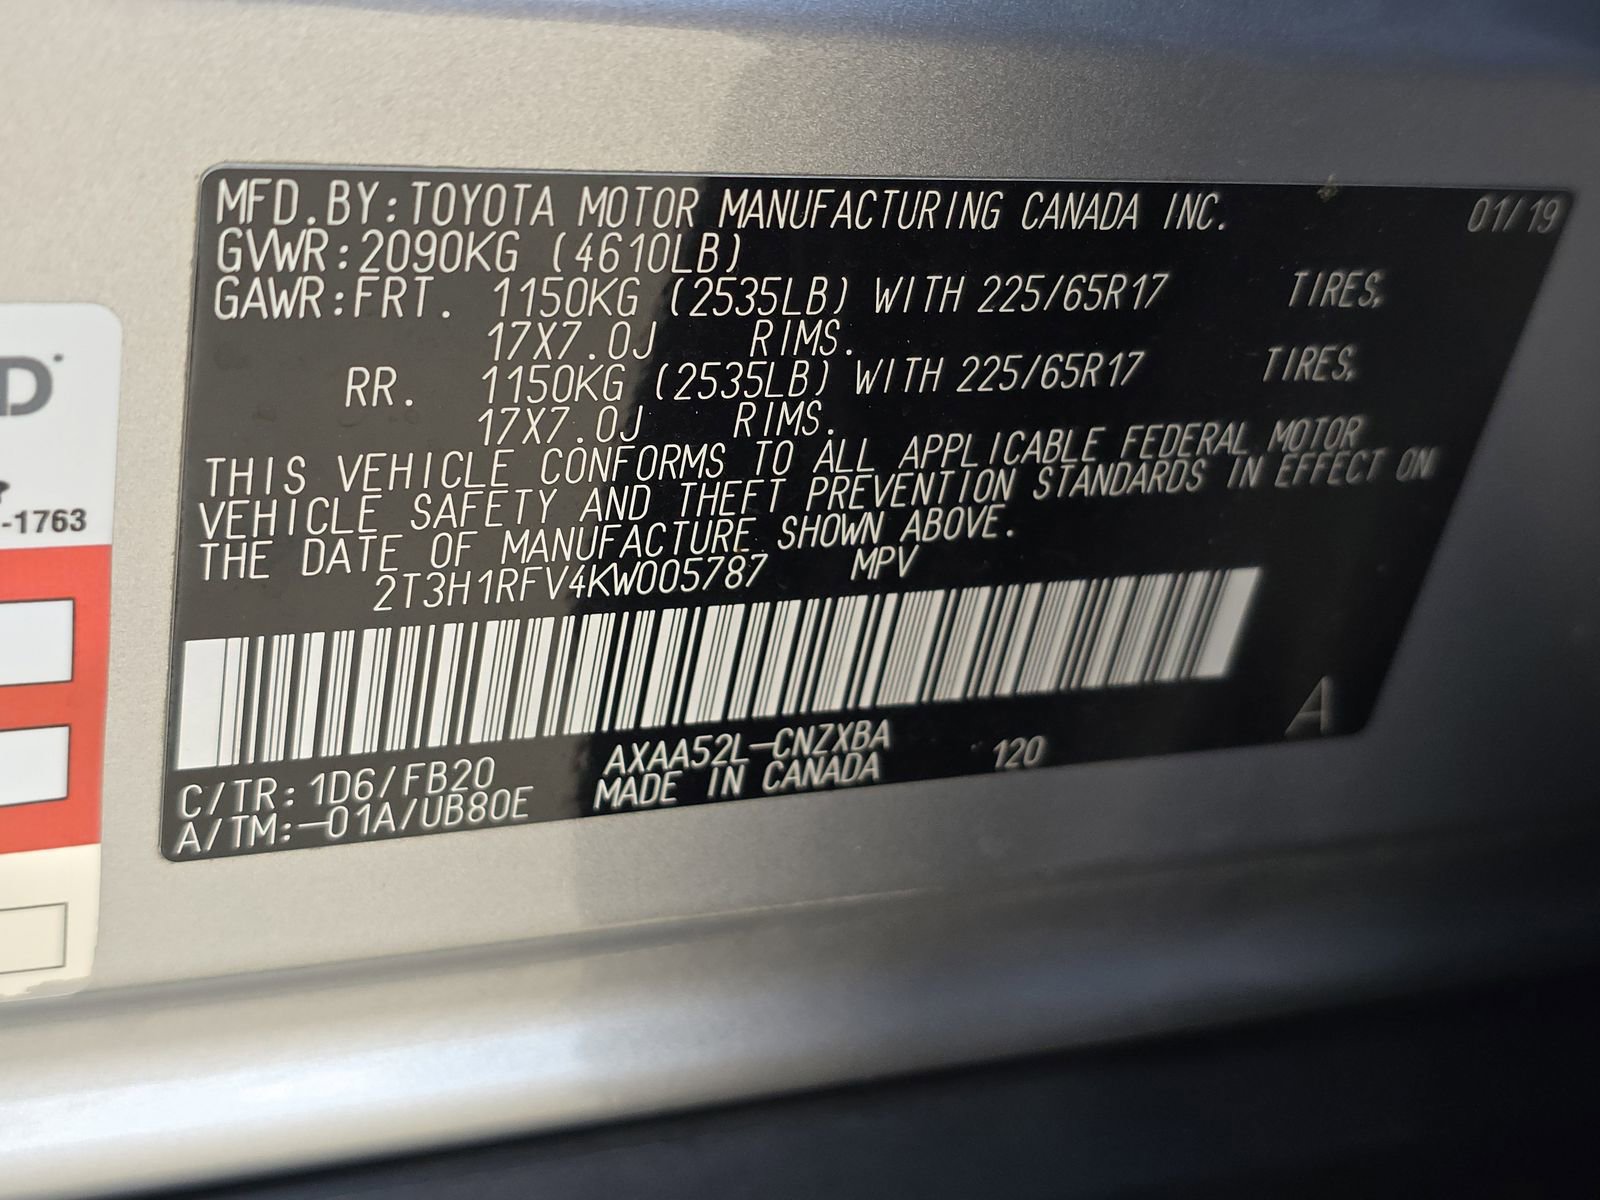 MFD.BY:TOYOTA MOTOR MANUFACTURING CANADA INC. 01/19
GVWR:2090KG (4610LB)
GAWR:FRT. 1150KG (2535LB) WITH 225/65R17 TIRES,
17X7.0J RIMS.
RR. 1150KG (2535LB) WITH 225/65R17 TIRES,
17X7.0J RIMS.
THIS VEHICLE CONFORMS TO ALL APPLICABLE FEDERAL MOTOR
VEHICLE SAFETY AND THEFT PREVENTION STANDARDS IN EFFECT ON
THE DATE OF MANUFACTURE SHOWN ABOVE.
2T3H1RFV4KW005787 MPV
A
C/TR: 1D6/FB20 AXAA52L-CNZXBA 120
A/TM:-01A/UB80E MADE IN CANADA
D
-1763